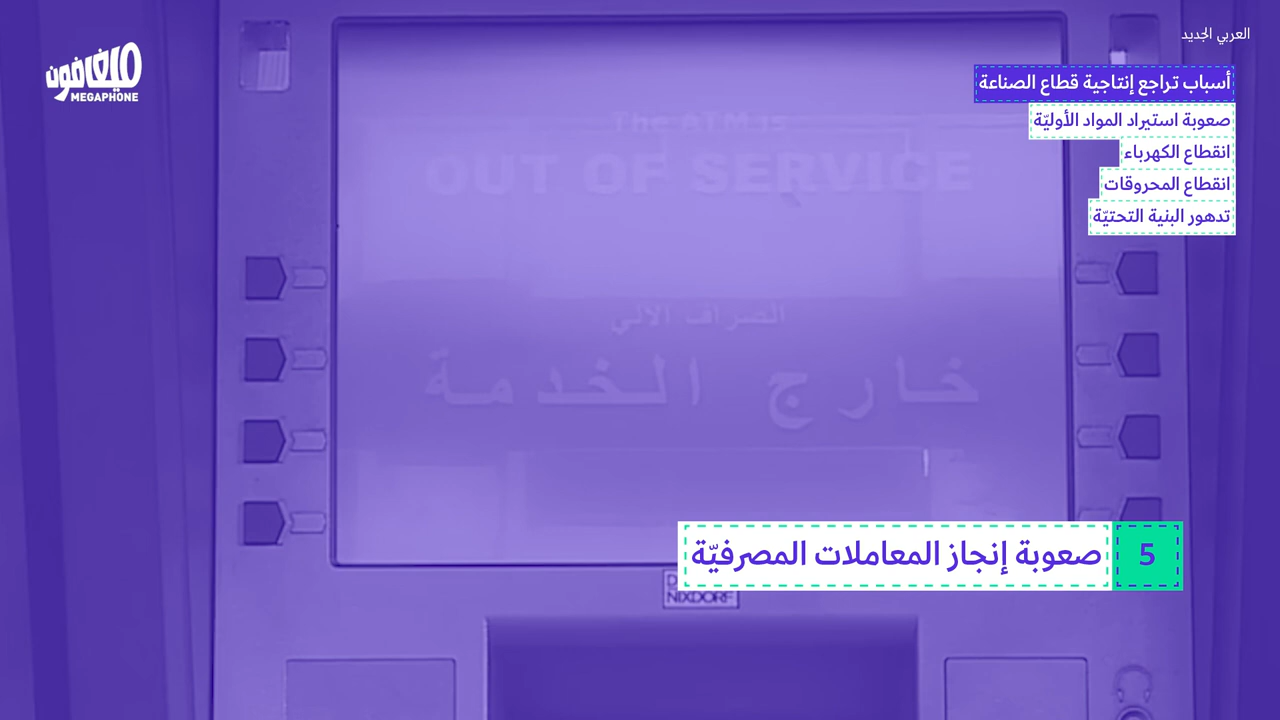 العربي الجديد
ميغافون
MEGAPHONE
أسباب تراجع إنتاجية قطاع الصناعة
صعوبة استيراد المواد الأوليّة
انقطاع الكهرباء
انقطاع المحروقات
تدهور البنية التحتيّة
The ATM is
OUT OF SERVICE
الصراف الالي
خارج الخدمة
5 صعوبة إنجاز المعاملات المصرفيّة
NIXDORF